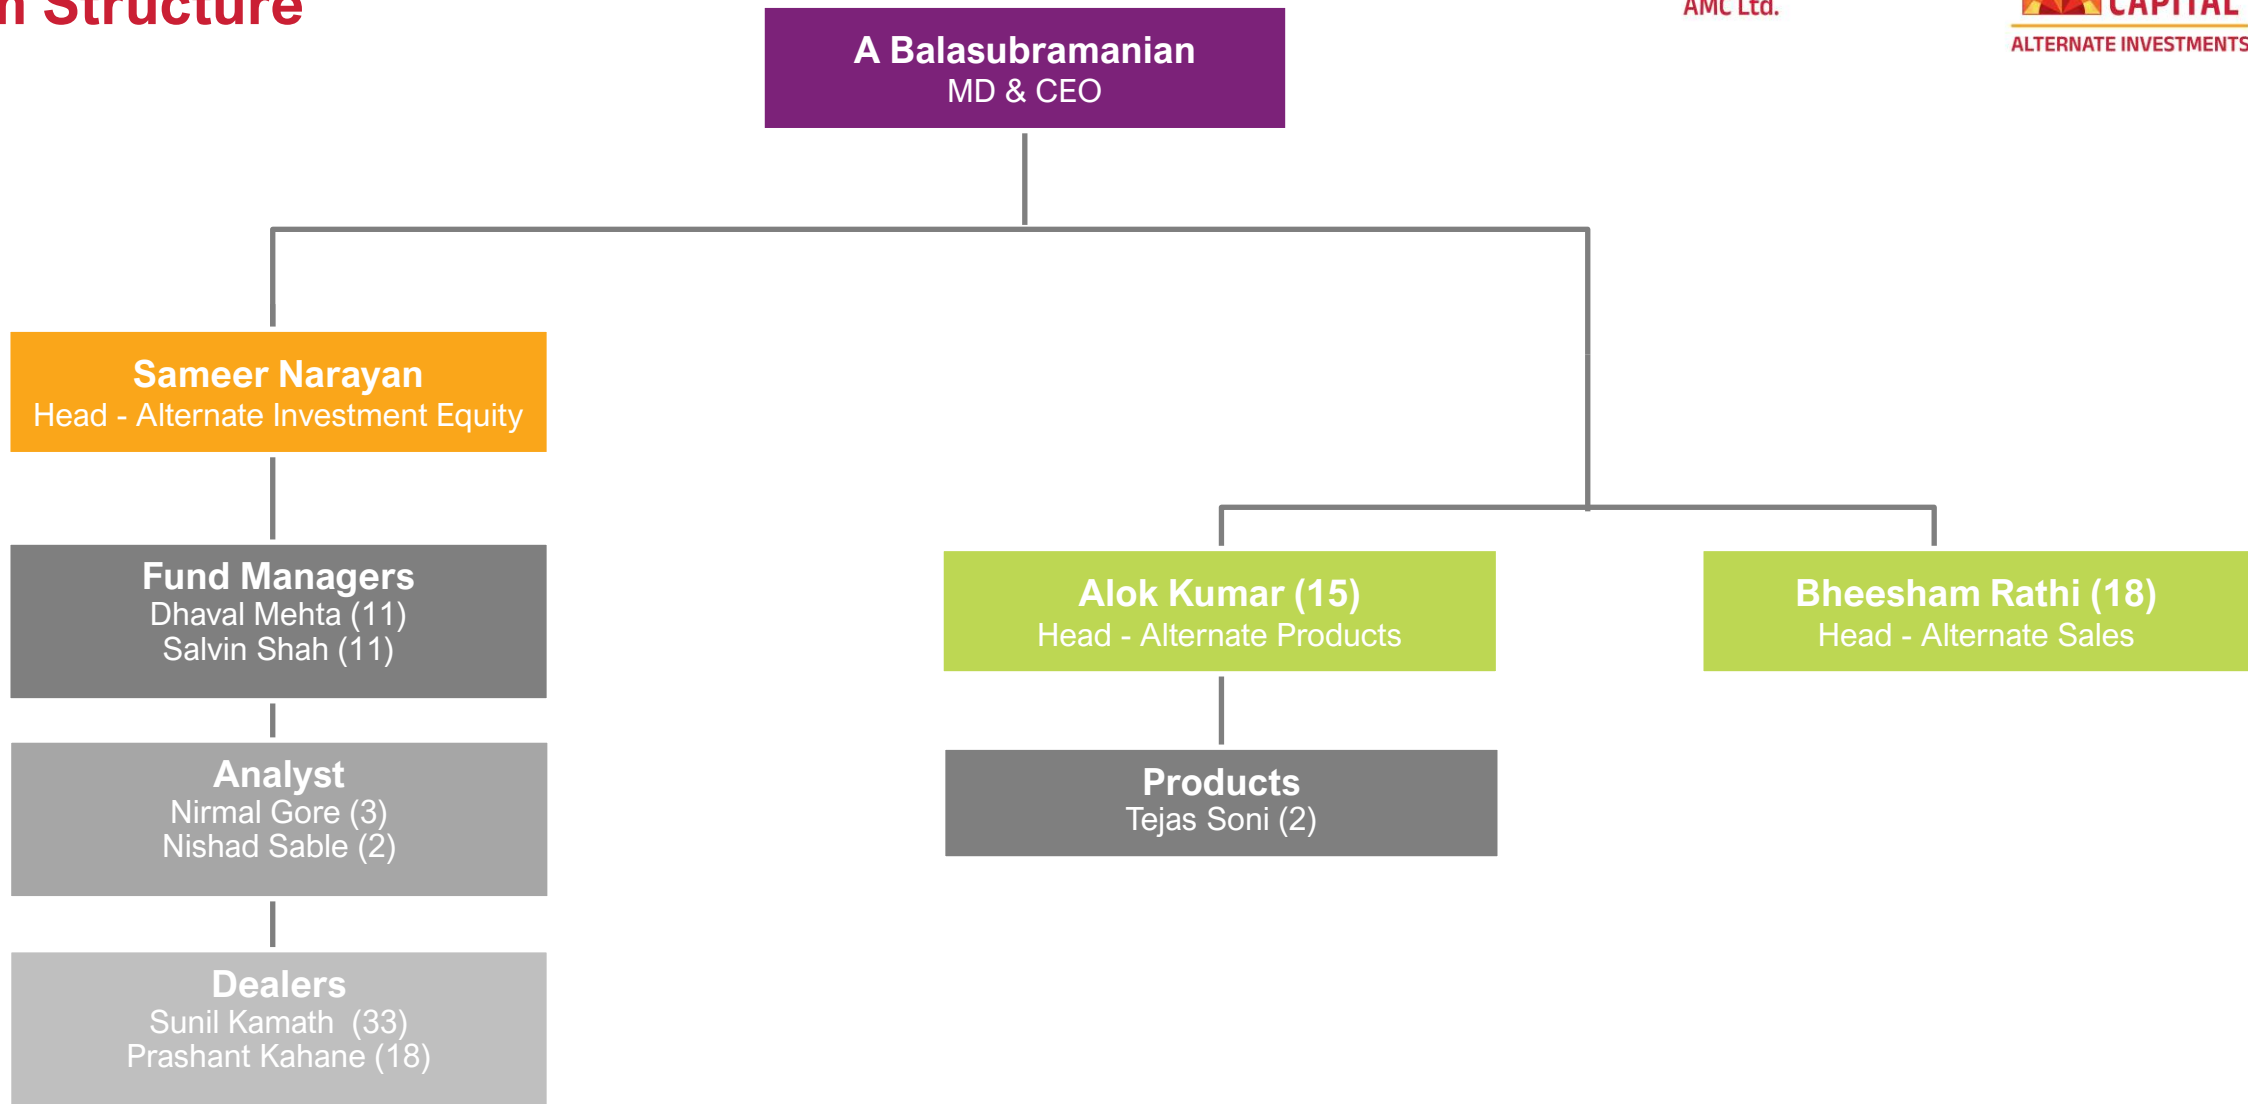 Structure
AMC Ltd.
CAPITAL
ALTERNATE INVESTMENTS
A Balasubramanian
MD & CEO
Sameer Narayan
Head - Alternate Investment Equity
Fund Managers
Dhaval Mehta (11)
Salvin Shah (11)
Alok Kumar (15)
Head - Alternate Products
Bheesham Rathi (18)
Head - Alternate Sales
Analyst
Nirmal Gore (3)
Nishad Sable (2)
Products
Tejas Soni (2)
Dealers
Sunil Kamath  (33)
Prashant Kahane (18)